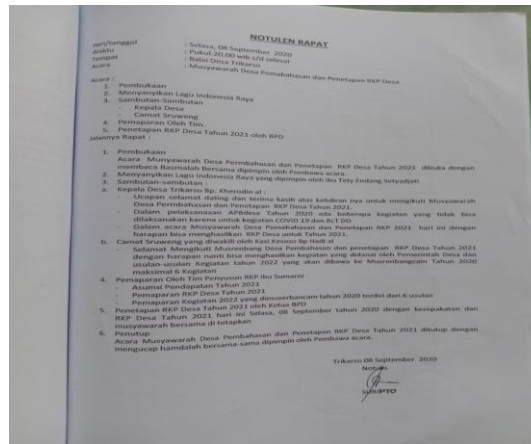 NOTULEN RAPAT
Hari/tanggal : Selasa, 08 September 2020
Waktu : Pukul.20.00 wib s/d selesai
Tempat : Balai Desa Trikarso
Acara : Musyawarah Desa Pemabahasan dan Penetapan RKP Desa
Acara :
1. Pembukaan
2. Menyanyikan Lagu Indonesia Raya
3. Sambutan-Sambutan
- Kepala Desa
- Camat Sruweng
4. Pemaparan Oleh Tim.
5. Penetapan RKP Desa Tahun 2021 oleh BPD
Jalannya Rapat :
1. Pembukaan
Acara Munyawarah Desa Permbahasan dan Penetapan RKP Desa Tahun 2021 dibuka dengan
membaca Basmalah Bersama dipimpin oleh Pembawa acara.
2. Menyanyikan Lagu Indonesia Raya yang dipimpin oleh Ibu Tety Endang Setyadjati
3. Sambutan-sambutan :
a. Kepala Desa Trikarso Bp. Kherodin al :
- Ucapan selamat dating dan terima kasih atas kehdiran nya untuk mengikuti Musyawarah
Desa Permbahasan dan Penetapan RKP Desa Tahun 2021.
- Dalam pelaksanaaan APBdesa Tahun 2020 ada beberapa kegiatan yang tidak bisa
dilaksanakan karena untuk kegiatan COVID 19 dan BLT DD
- Dalam acara Musyawarah Desa Pemabahasan dan Penetapan RKP 2021 hari ini dengan
harapan bisa menghasilkan RKP Desa untuk Tahun 2021.
b. Camat Sruweng yang diwakili oleh Kasi Kessos Bp Hadi al
- Selamat Mengikuti Musrenbang Desa Pembahasan dan penetapan RKP Desa Tahun 2021
dengan harapan nanti bisa menghasilkan kegiatan yang didanai oleh Pemerintah Desa dan
usulan-usulan Kegiatan tahun 2022 yang akan dibawa ke Musrenbangcam Tahun 2020
maksimal 6 Kegiatan
4. Pemaparan Oleh Tim Penyusun RKP Ibu Sumarni
- Asumsi Pendapatan Tahun 2021
- Pemaparan RKP Desa Tahun 2021
- Pemaparan Kegiatan 2022 yang dimusrenbancam tahun 2020 terdiri dari 6 usulan
5. Penetapan RKP Desa Tahun 2021 oleh Ketua BPD
RKP Desa Tahun 2021 hari ini Selasa, 08 September tahun 2020 dengan kesepakatan dan
musyawarah bersama di tetapkan
6. Penutup
Acara Musyawarah Desa Pembahasan dan Penetapan RKP Desa Tahun 2021 ditutup dengan
mengucap hamdalah bersama-sama dipimpin oleh Pembawa acara.
Trikarso 08 September 2020
Notulis